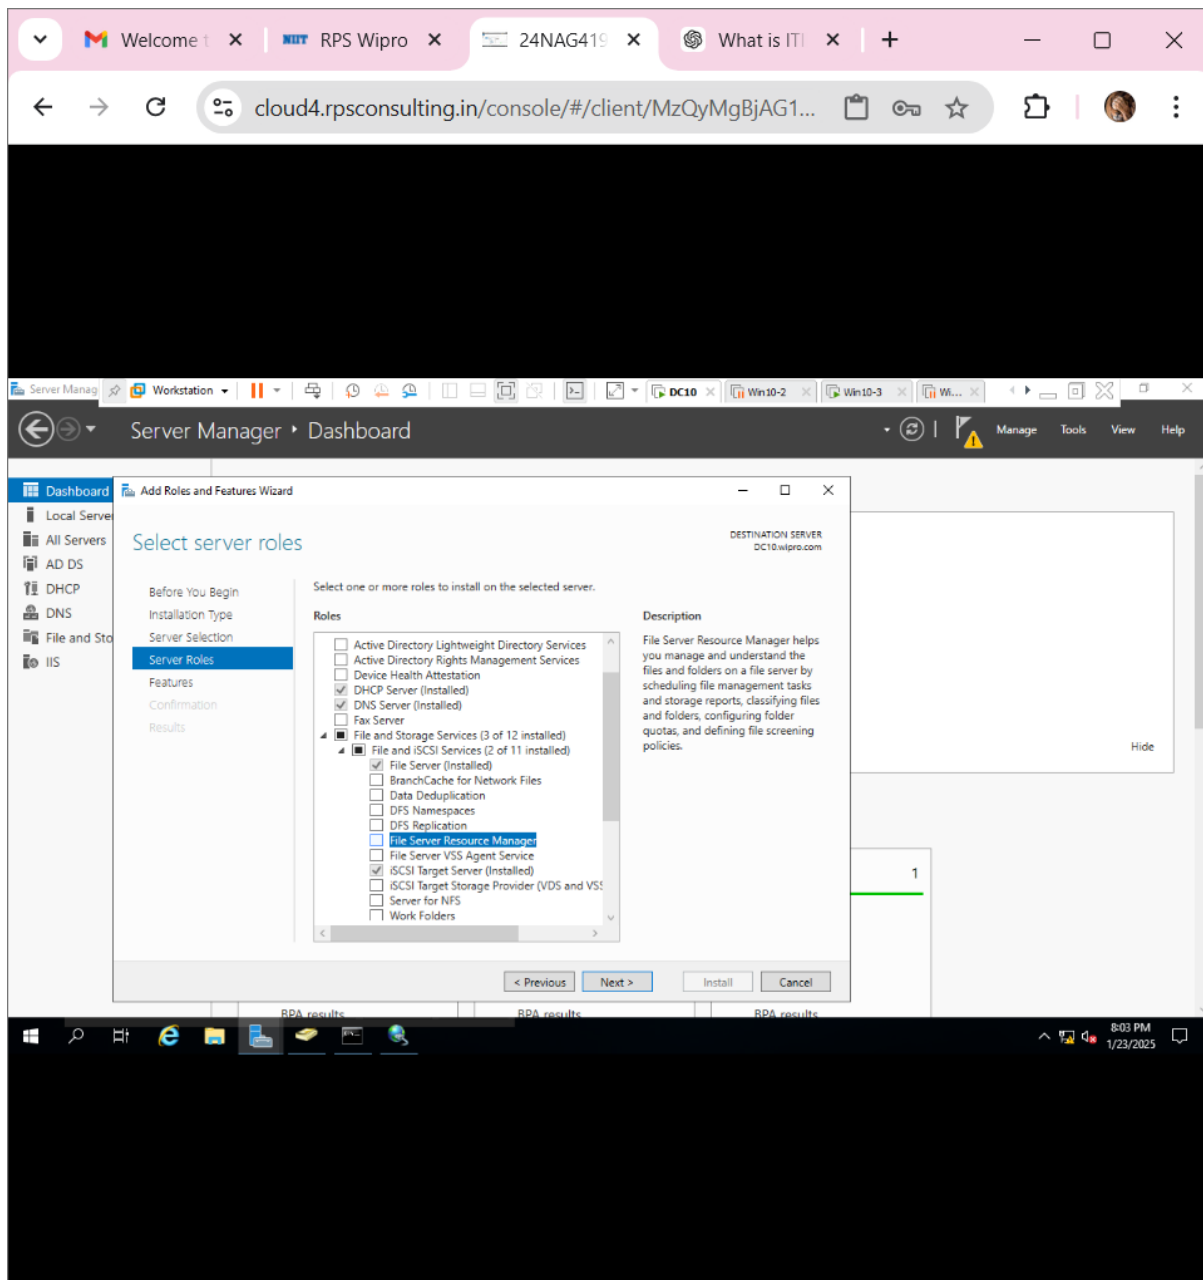 Welcome t
NIIT RPS Wipro
24NAG419
What is ITI
cloud4.rpsconsulting.in/console/#/client/MzQyMgBjAG1...
Server Manag
Workstation
DC10
Win10-2
Win10-3
Wi...
Server Manager
Dashboard
Manage
Tools
View
Help
Dashboard
Local Server
All Servers
AD DS
DHCP
DNS
File and Sto
IIS
Add Roles and Features Wizard
Select server roles
DESTINATION SERVER
DC10.wipro.com
Before You Begin
Installation Type
Server Selection
Server Roles
Features
Confirmation
Results
Select one or more roles to install on the selected server.
Roles
Active Directory Lightweight Directory Services
Active Directory Rights Management Services
Device Health Attestation
DHCP Server (Installed)
DNS Server (Installed)
Fax Server
File and Storage Services (3 of 12 installed)
File and iSCSI Services (2 of 11 installed)
File Server (Installed)
BranchCache for Network Files
Data Deduplication
DFS Namespaces
DFS Replication
File Server Resource Manager
File Server VSS Agent Service
iSCSI Target Server (Installed)
iSCSI Target Storage Provider (VDS and VSS
Server for NFS
Work Folders
Description
File Server Resource Manager helps
you manage and understand the
files and folders on a file server by
scheduling file management tasks
and storage reports, classifying files
and folders, configuring folder
quotas, and defining file screening
policies.
Hide
1
< Previous
Next >
Install
Cancel
BPA results
BPA results
BPA results
8:03 PM
1/23/2025